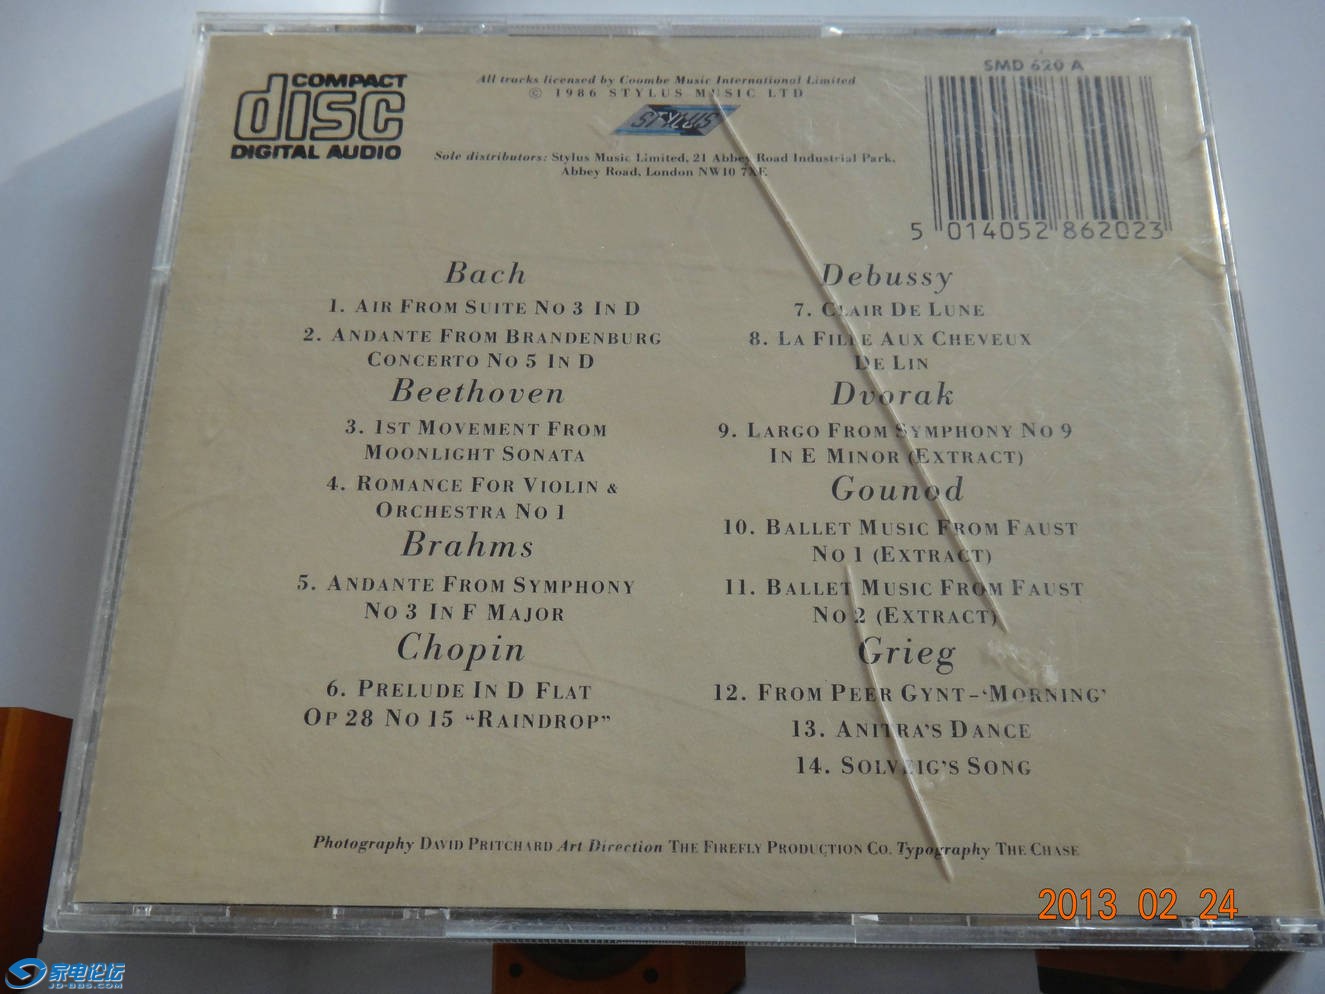 COMPACT
disc
DIGITAL AUDIO
All tracks licensed by Coombe Music International Limited
© 1986 STYLUS MUSIC LTD
STYLUS
Sole distributors: Stylus Music Limited, 21 Abbey Road Industrial Park,
Abbey Road, London NW10 7XF
SMD 620 A
5 014052 862023
Bach
1. AIR FROM SUITE NO 3 IN D
2. ANDANTE FROM BRANDENBURG
CONCERTO NO 5 IN D
Beethoven
3. 1ST MOVEMENT FROM
MOONLIGHT SONATA
4. ROMANCE FOR VIOLIN &
ORCHESTRA NO 1
Brahms
5. ANDANTE FROM SYMPHONY
NO 3 IN F MAJOR
Chopin
6. PRELUDE IN D FLAT
OP 28 NO 15 “RAINDROP”
Debussy
7. CLAIR DE LUNE
8. LA FILLE AUX CHEVEUX
DE LIN
Dvorak
9. LARGO FROM SYMPHONY NO 9
IN E MINOR (EXTRACT)
Gounod
10. BALLET MUSIC FROM FAUST
NO 1 (EXTRACT)
11. BALLET MUSIC FROM FAUST
NO 2 (EXTRACT)
Grieg
12. FROM PEER GYNT–‘MORNING’
13. ANITRA’S DANCE
14. SOLVEIG’S SONG
Photography DAVID PRITCHARD Art Direction THE FIREFLY PRODUCTION CO. Typography THE CHASE
2013 02 24
家电论坛
JD-BBS.COM